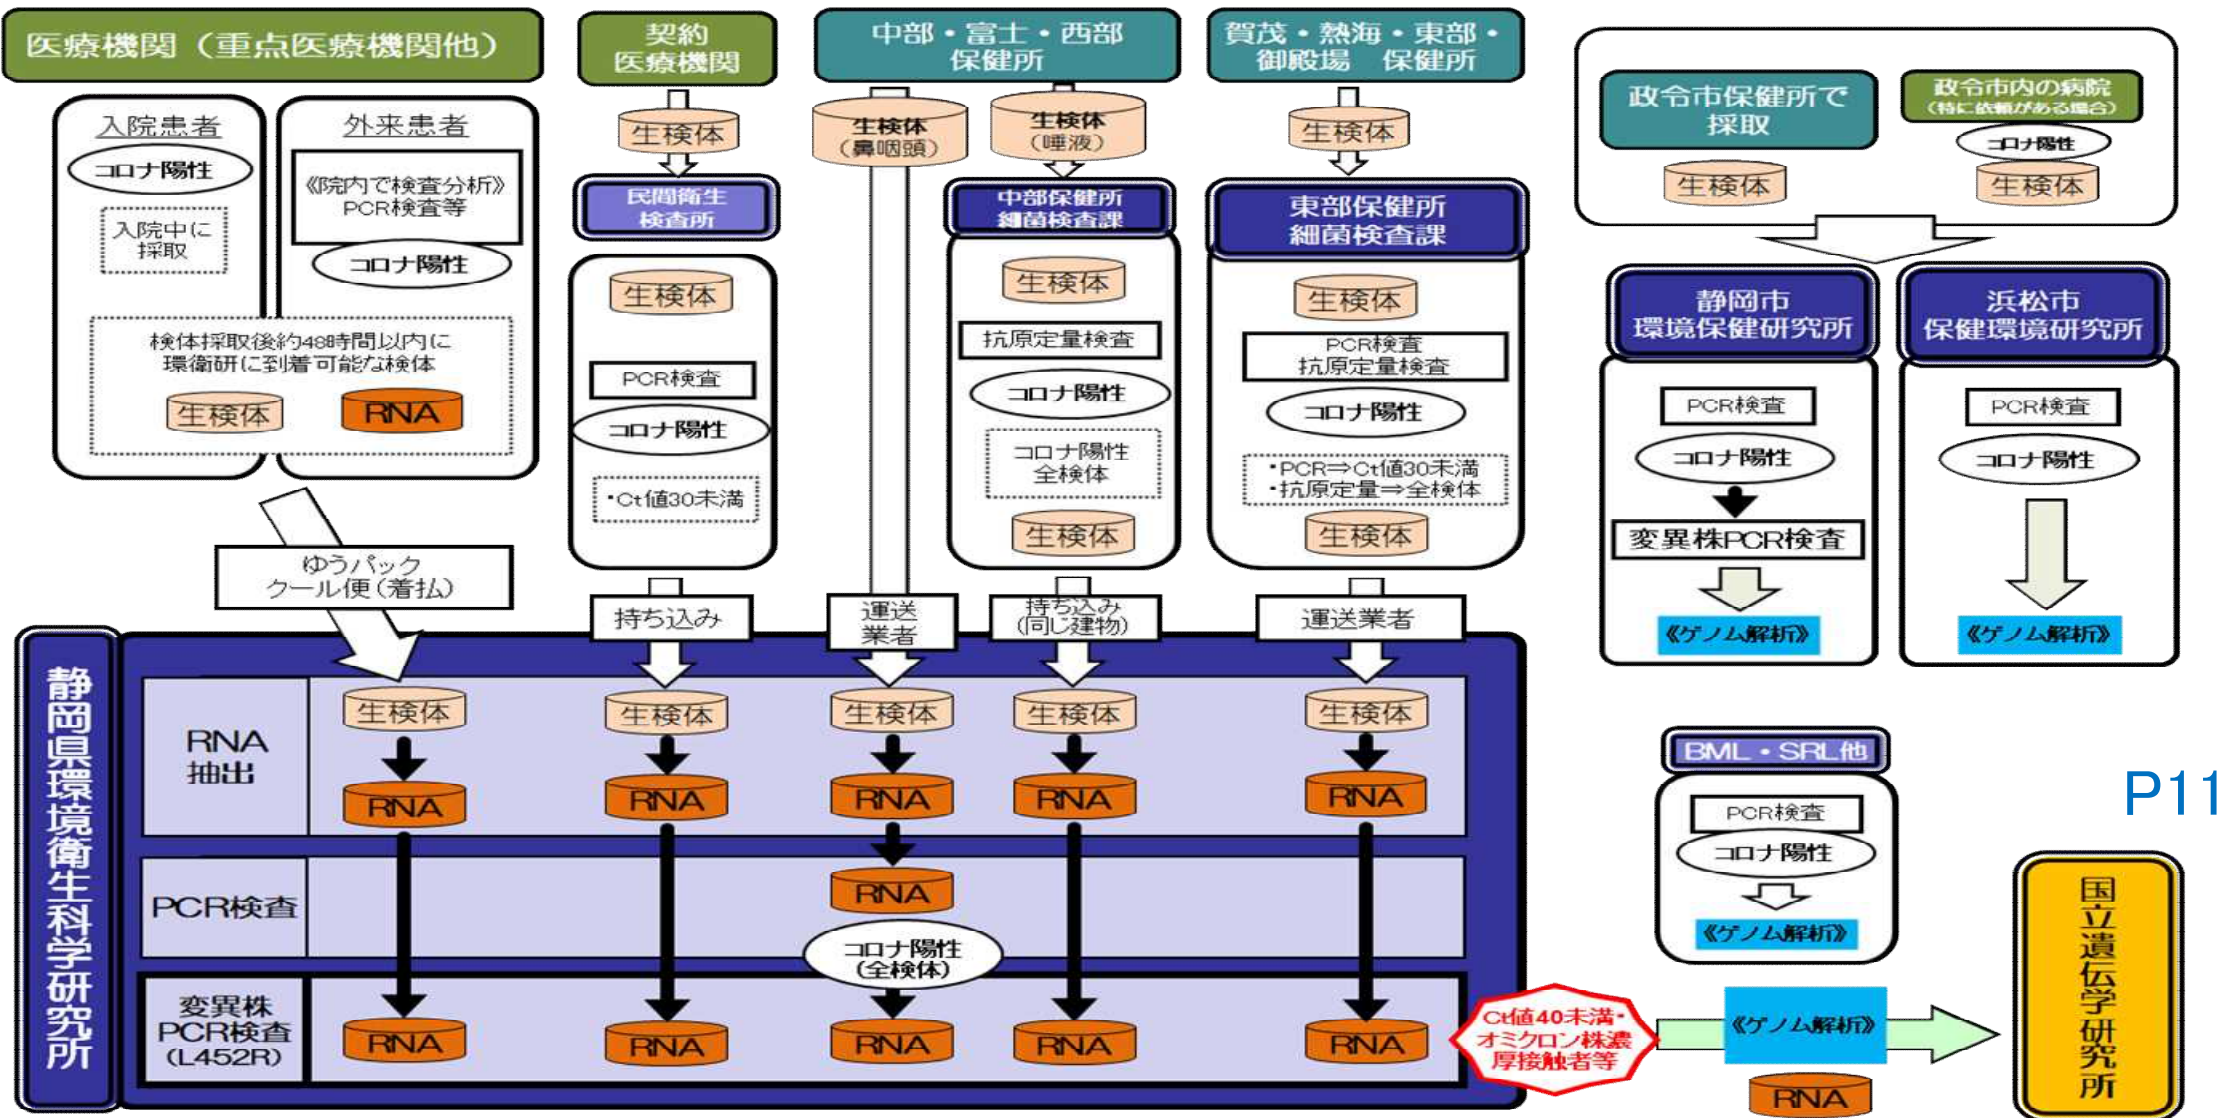 医療機関（重点医療機関他）
入院患者
コロナ陽性
入院中に
採取
外来患者
《院内で検査分析》
PCR検査等
コロナ陽性
検体採取後約48時間以内に
環衛研に到着可能な検体
生検体
RNA
ゆうパック
クール便（着払）
契約
医療機関
生検体
民間衛生
検査所
生検体
PCR検査
コロナ陽性
・Ct値30未満
持ち込み
中部・富士・西部
保健所
生検体
（鼻咽頭）
運送
業者
生検体
（唾液）
中部保健所
細菌検査課
生検体
抗原定量検査
コロナ陽性
コロナ陽性
全検体
生検体
持ち込み
（同じ建物）
賀茂・熱海・東部・
御殿場　保健所
生検体
東部保健所
細菌検査課
生検体
PCR検査
抗原定量検査
コロナ陽性
・PCR⇒Ct値30未満
・抗原定量⇒全検体
生検体
運送業者
政令市保健所で
採取
生検体
政令市内の病院
（特に依頼がある場合）
コロナ陽性
生検体
静岡市
環境保健研究所
PCR検査
コロナ陽性
変異株PCR検査
《ゲノム解析》
浜松市
保健環境研究所
PCR検査
コロナ陽性
《ゲノム解析》
静岡県環境衛生科学研究所
RNA
抽出
生検体
生検体
生検体
生検体
生検体
RNA
RNA
RNA
RNA
RNA
PCR検査
RNA
コロナ陽性
（全検体）
変異株
PCR検査
（L452R）
RNA
RNA
RNA
RNA
RNA
Ct値40未満・
オミクロン株濃
厚接触者等
BML・SRL他
PCR検査
コロナ陽性
《ゲノム解析》
《ゲノム解析》
RNA
P11
国立遺伝学研究所